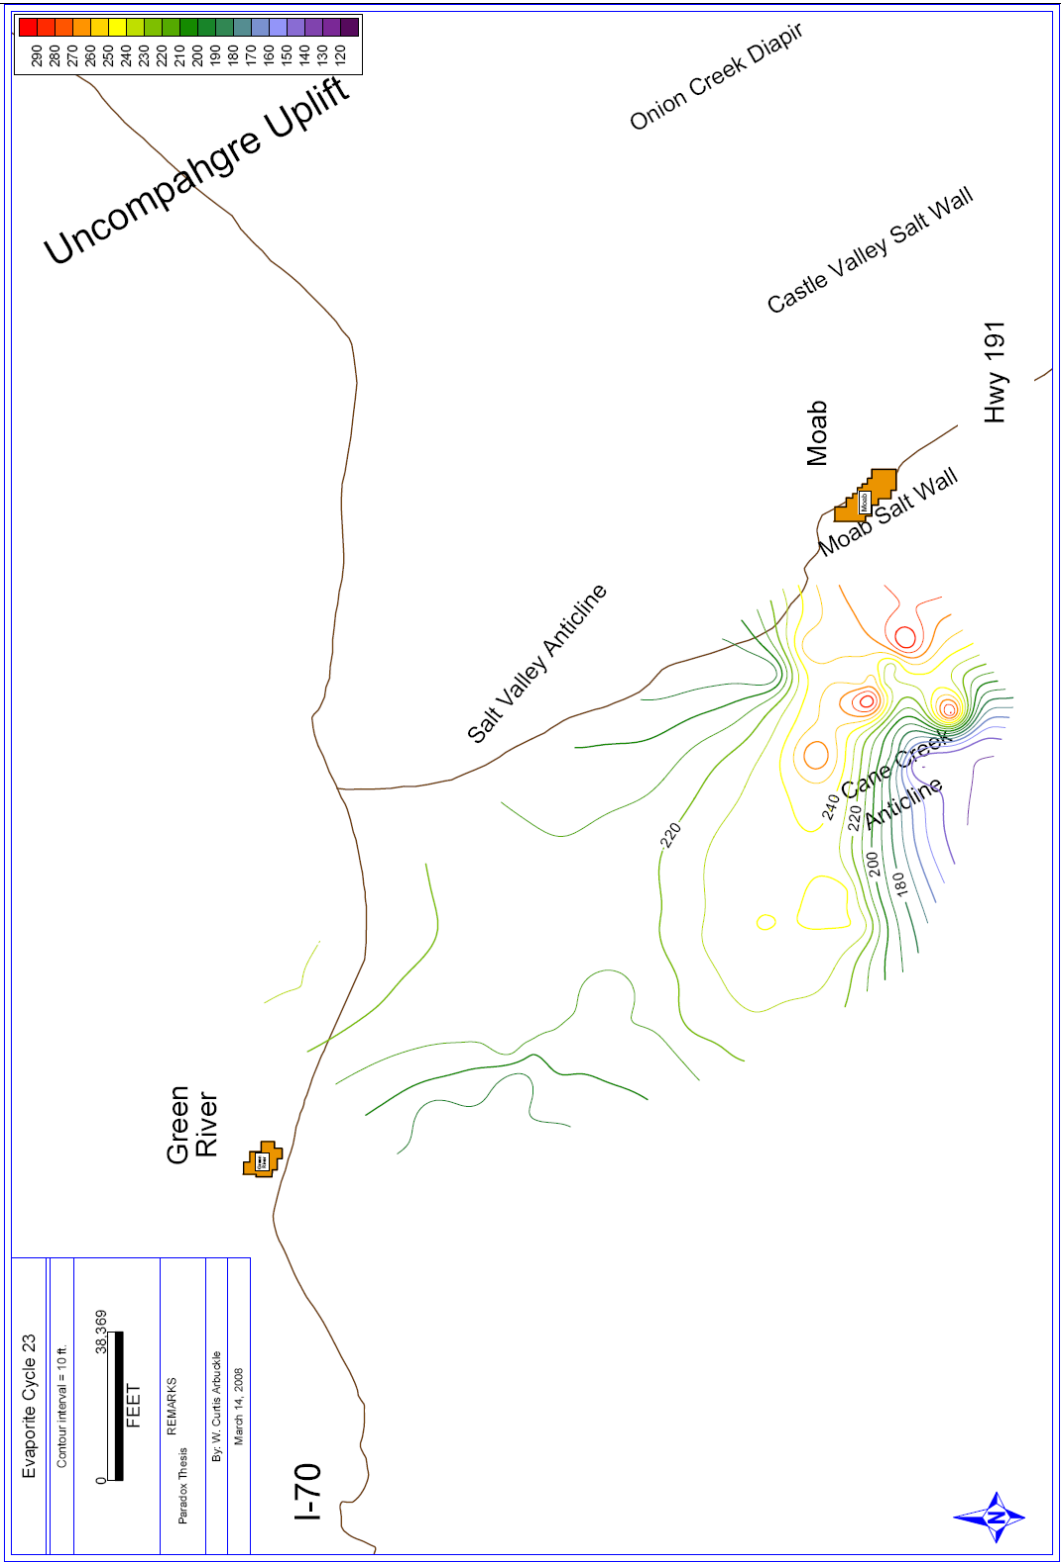 290
280
270
260
250
240
230
220
210
200
190
180
170
160
150
140
130
120
Uncompahgre Uplift
Onion Creek Diapir
Castle Valley Salt Wall
Hwy 191
Moab
Moab
Moab Salt Wall
Salt Valley Anticline
Cane Creek
Anticline
240
220
220
200
180
Green
River
Green
River
I-70
Evaporite Cycle 23
Contour interval = 10 ft.
0
38,369
FEET
REMARKS
Paradox Thesis
By: W. Curtis Arbuckle
March 14, 2008
N